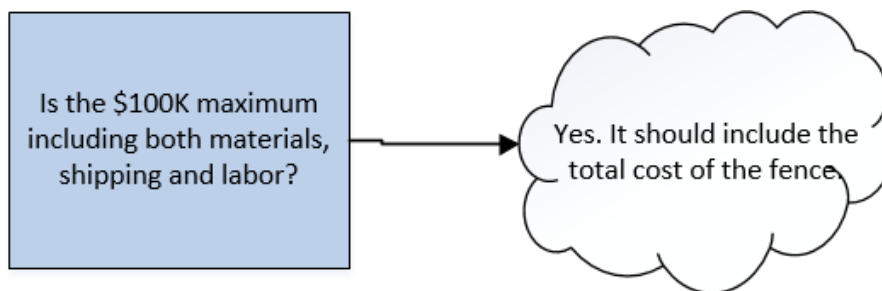 Is the $100K maximum
including both materials,
shipping and labor?
Yes. It should include the
total cost of the fence.